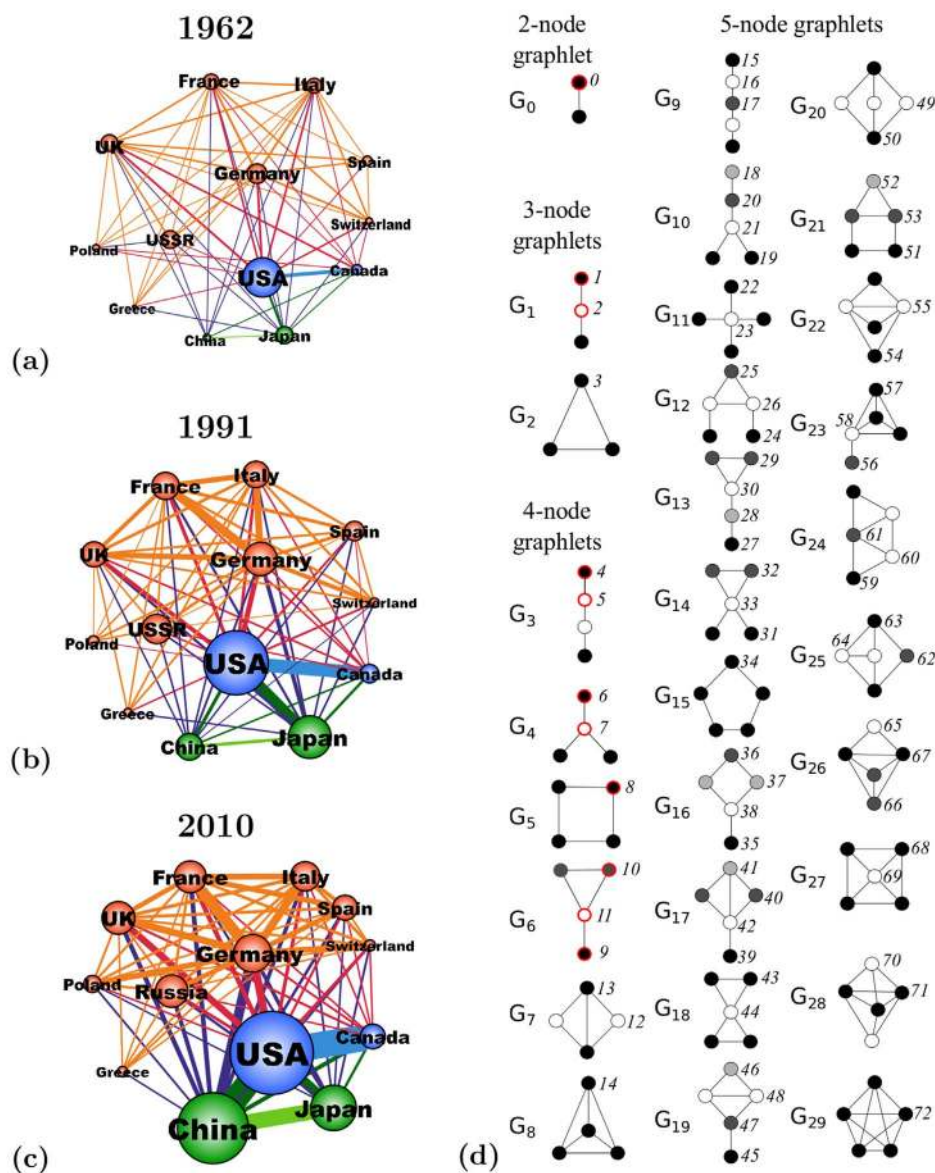 1962
France
Italy
UK
Spain
Germany
Switzerland
USSR
Poland
Canada
USA
Greece
China
Japan
(a)
1991
Italy
France
Spain
UK
Germany
Switzerland
USSR
Poland
USA
Canada
Greece
China
Japan
(b)
2010
France
Italy
Spain
UK
Switzerland
Germany
Poland
Russia
Canada
USA
Greece
Japan
China
(c)
2-node
graphlet
G0 0
3-node
graphlets
G1 1 2
G2 3
4-node
graphlets
G3 4 5
G4 6 7
G5 8
G6 10 11 9
G7 13 12
G8 14
5-node graphlets
G9 15 16 17
G10 18 20 21 19
G11 22 23
G12 25 26 24
G13 29 30 28 27
G14 32 33 31
G15 34
G16 36 37 38 35
G17 41 40 42 39
G18 43 44
G19 46 48 47 45
G20 49 50
G21 52 53 51
G22 55 54
G23 57 58 56
G24 61 60 59
G25 63 64 62
G26 65 67 66
G27 68 69
G28 70 71
G29 72
(d)